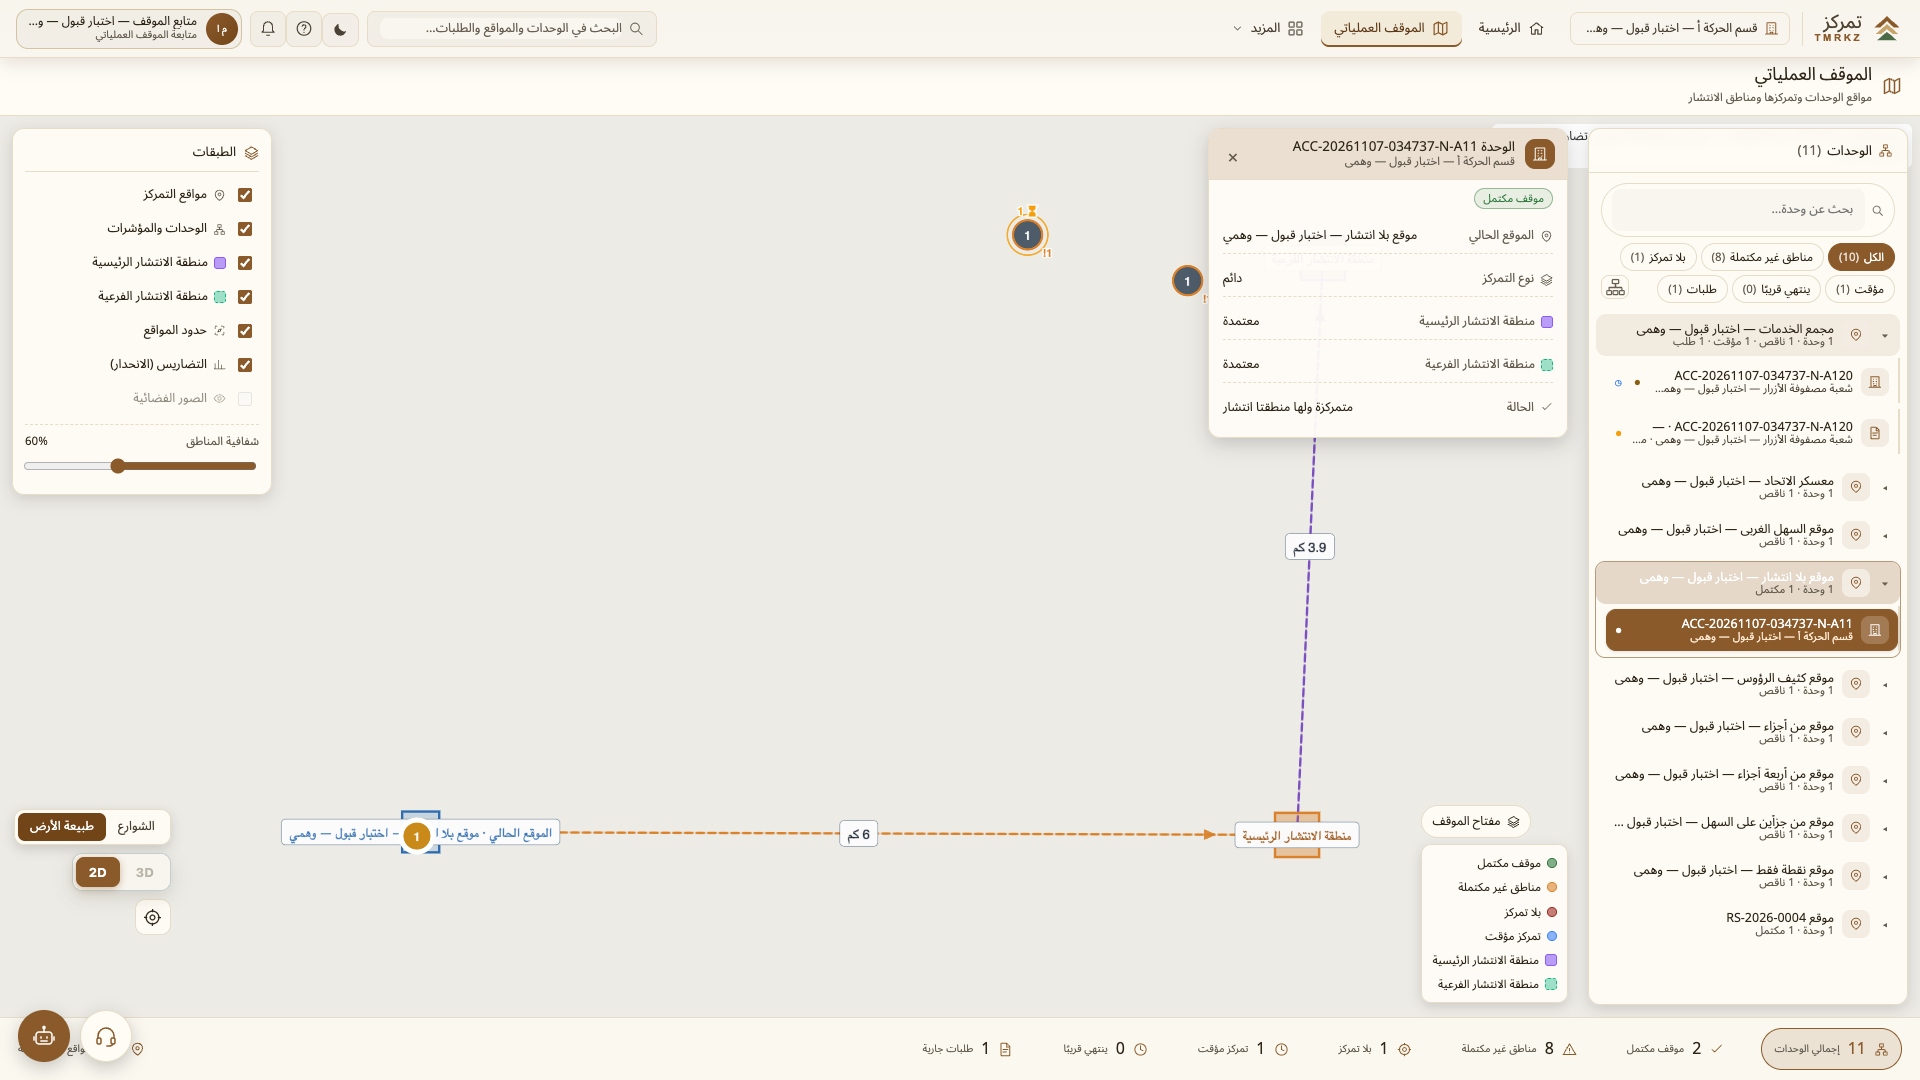 تمركز
TMRKZ
قسم الحركة أ — اختبار قبول — وه...
الرئيسية
الموقف العملياتي
المزيد
البحث في الوحدات والمواقع والطلبات...
متابع الموقف — اختبار قبول — و...
متابعة الموقف العملياتي
م ا
الموقف العملياتي
مواقع الوحدات وتمركزها ومناطق الانتشار
الوحدات (11)
بحث عن وحدة...
الكل (10)
مناطق غير مكتملة (8)
بلا تمركز (1)
مؤقت (1)
ينتهي قريبًا (0)
طلبات (1)
مجمع الخدمات — اختبار قبول — وهمي
1 وحدة · 1 ناقص · 1 مؤقت · 1 طلب
ACC-20261107-034737-N-A120
شعبة مصفوفة الأزرار — اختبار قبول — وهم...
ACC-20261107-034737-N-A120 · —
شعبة مصفوفة الأزرار — اختبار قبول — وهمي · م...
معسكر الاتحاد — اختبار قبول — وهمي
1 وحدة · 1 ناقص
موقع السهل الغربي — اختبار قبول — وهمي
1 وحدة · 1 ناقص
موقع بلا انتشار — اختبار قبول — وهمي
1 وحدة · 1 مكتمل
ACC-20261107-034737-N-A11
قسم الحركة أ — اختبار قبول — وهمي
موقع كثيف الرؤوس — اختبار قبول — وهمي
1 وحدة · 1 ناقص
موقع من أجزاء — اختبار قبول — وهمي
1 وحدة · 1 ناقص
موقع من أربعة أجزاء — اختبار قبول — وهمي
1 وحدة · 1 ناقص
موقع من جزأين على السهل — اختبار قبول ...
1 وحدة · 1 ناقص
موقع نقطة فقط — اختبار قبول — وهمي
1 وحدة · 1 ناقص
موقع RS-2026-0004
1 وحدة · 1 مكتمل
الوحدة ACC-20261107-034737-N-A11
قسم الحركة أ — اختبار قبول — وهمي
موقف مكتمل
الموقع الحالي
موقع بلا انتشار — اختبار قبول — وهمي
نوع التمركز
دائم
منطقة الانتشار الرئيسية
معتمدة
منطقة الانتشار الفرعية
معتمدة
الحالة
متمركزة ولها منطقتا انتشار
1
1
1
!1
3.9 كم
6 كم
منطقة الانتشار الرئيسية
الموقع الحالي · موقع بلا ا
1
– اختبار قبول — وهمي
الطبقات
مواقع التمركز
الوحدات والمؤشرات
منطقة الانتشار الرئيسية
منطقة الانتشار الفرعية
حدود المواقع
التضاريس (الانحدار)
الصور الفضائية
شفافية المناطق
60%
مفتاح الموقف
موقف مكتمل
مناطق غير مكتملة
بلا تمركز
تمركز مؤقت
منطقة الانتشار الرئيسية
منطقة الانتشار الفرعية
الشوارع
طبيعة الأرض
3D
2D
11 إجمالي الوحدات
2 موقف مكتمل
8 مناطق غير مكتملة
1 بلا تمركز
1 تمركز مؤقت
0 ينتهي قريبًا
1 طلبات جارية